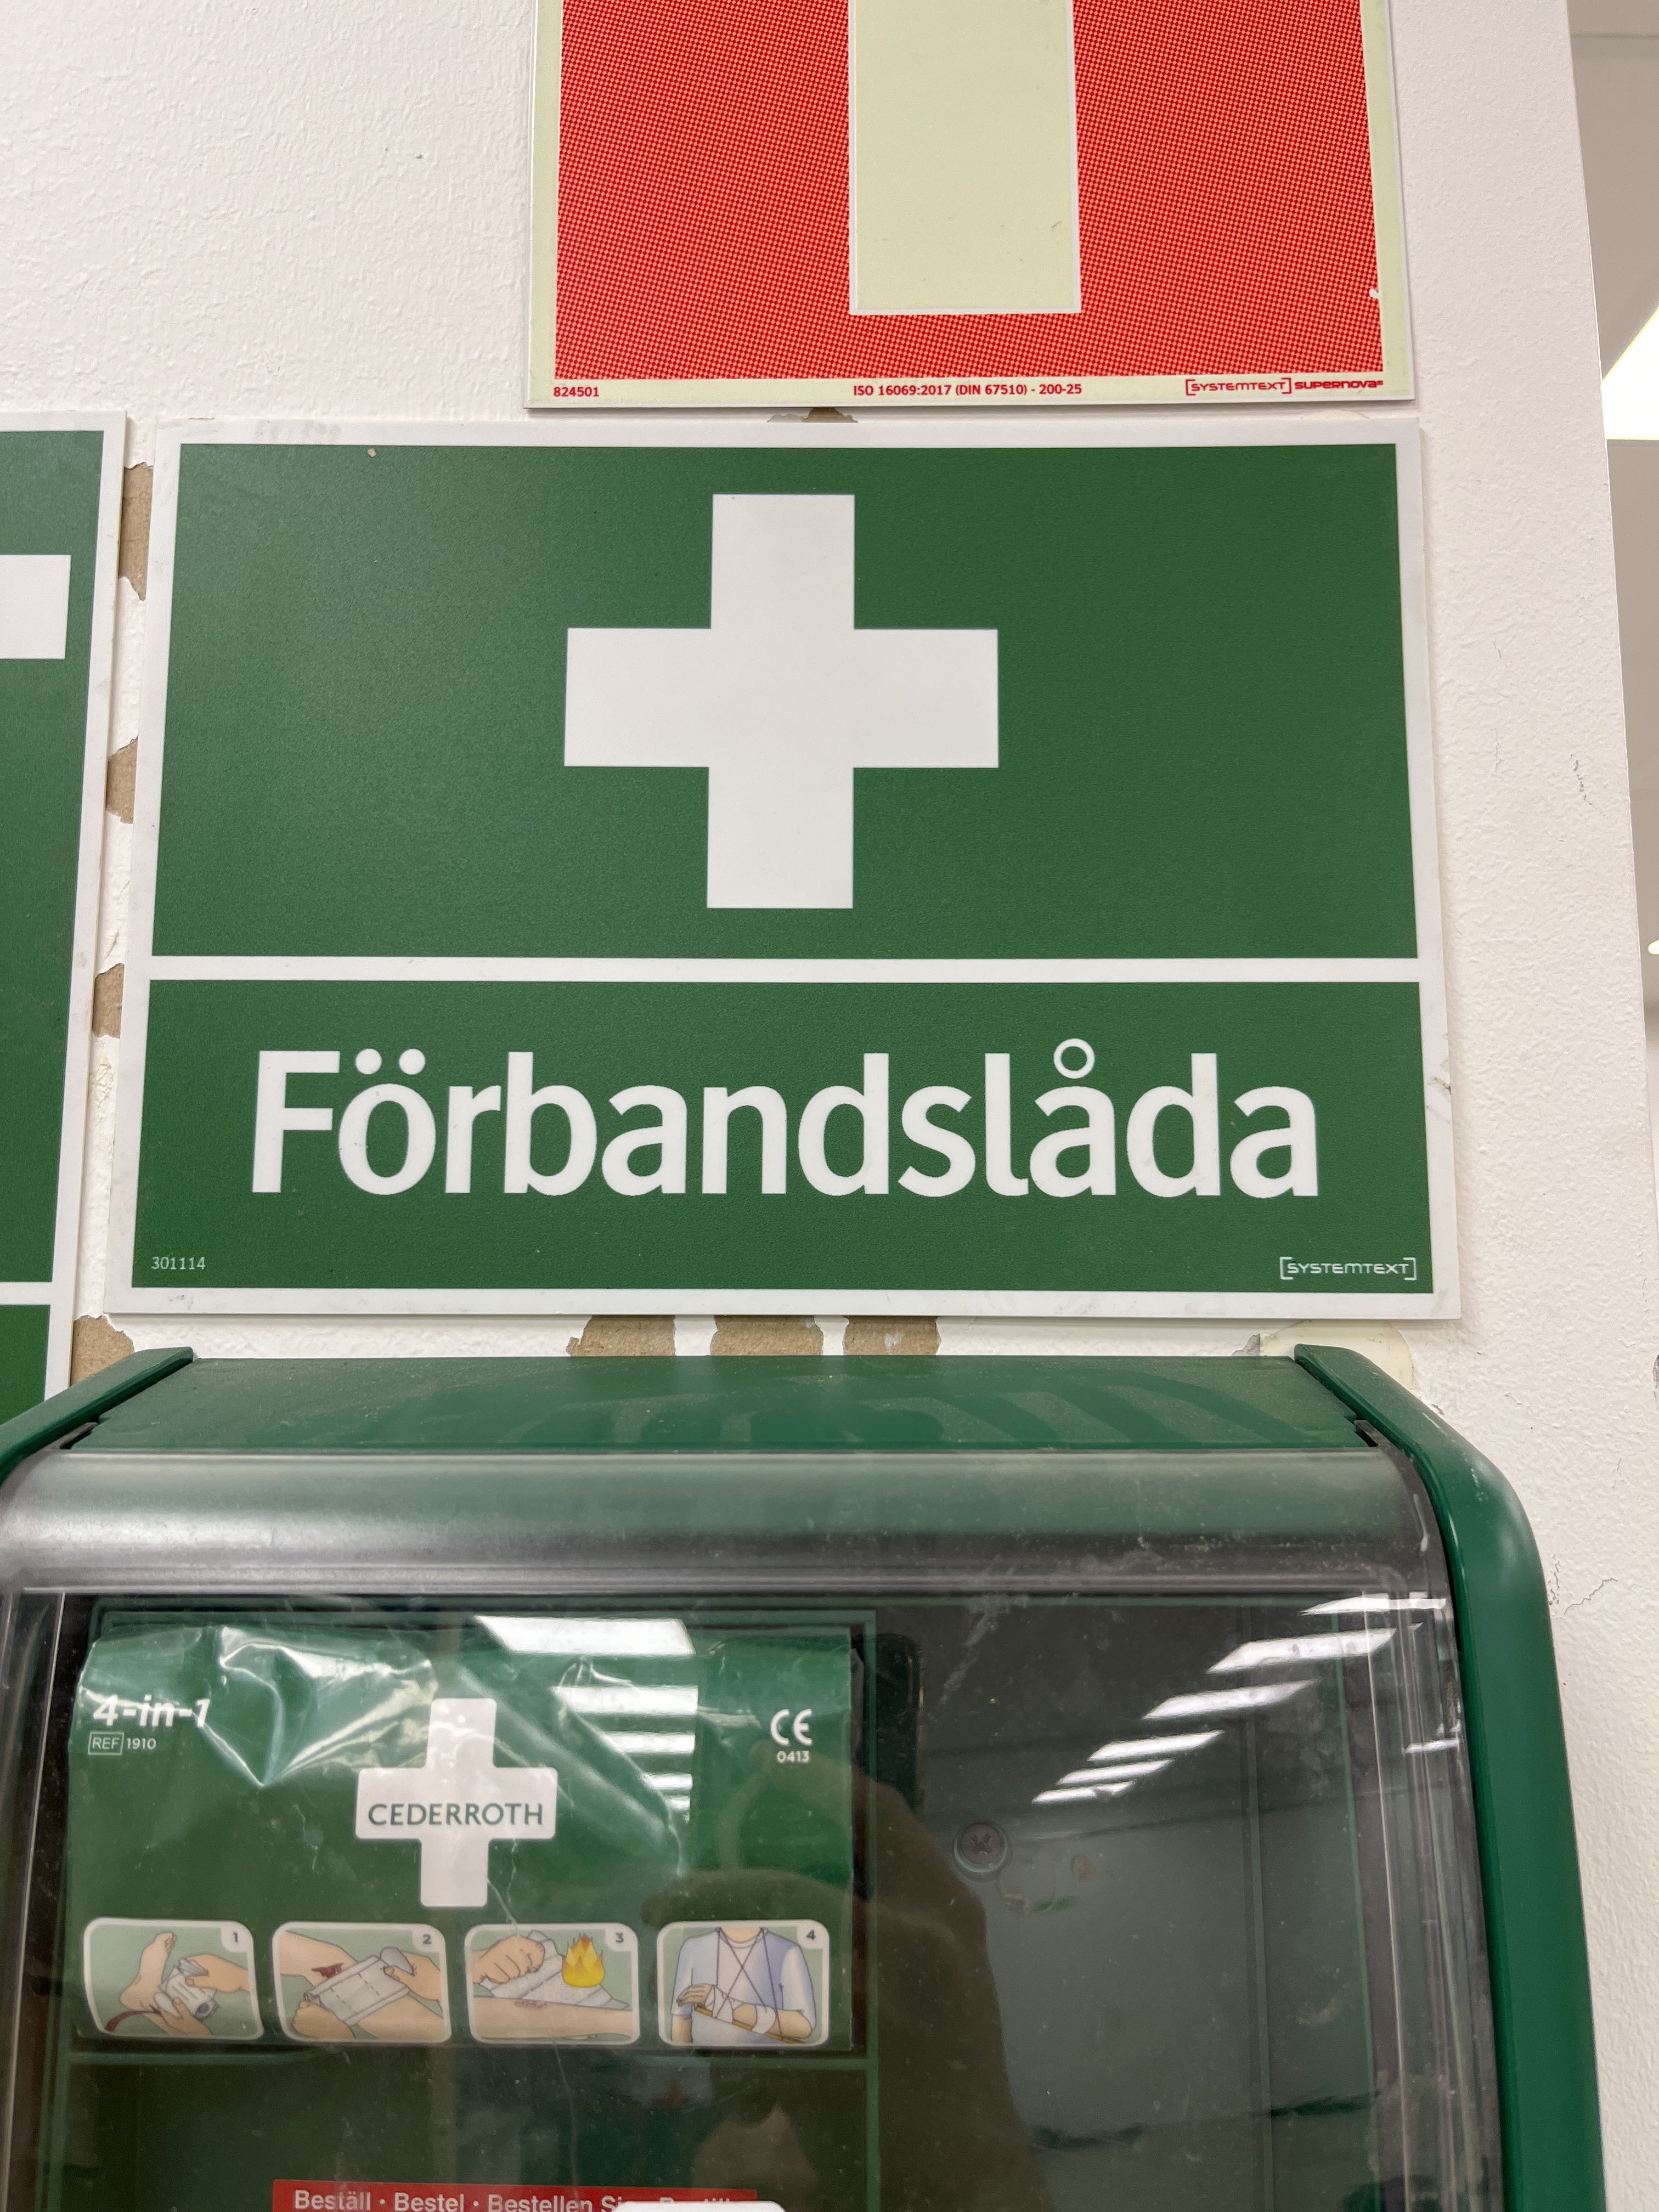 824501 ISO 16069:2017 (DIN 67510) - 200-25 [SYSTEMTEXT] SUPERNOVA®
Förbandslåda
301114 [SYSTEMTEXT]
4-in-1
REF 1910
CE
0413
CEDERROTH
1 2 3 4
Beställ · Bestel · Bestellen